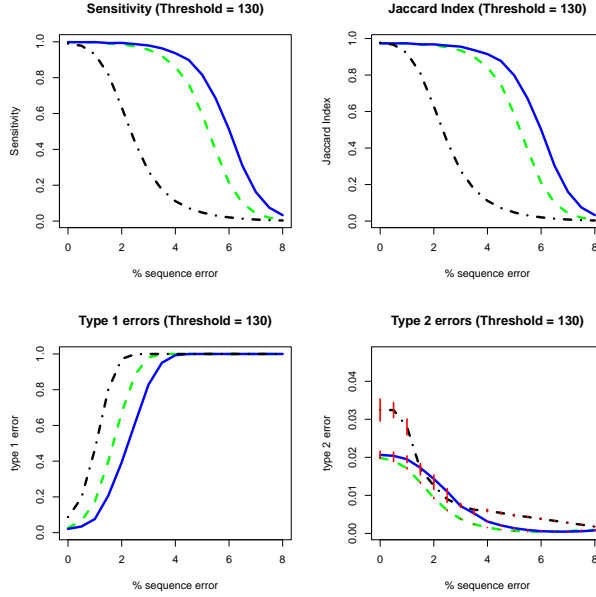 Sensitivity (Threshold = 130)
Sensitivity
0.0 0.2 0.4 0.6 0.8 1.0
0 2 4 6 8
% sequence error
Jaccard Index (Threshold = 130)
Jaccard Index
0.0 0.2 0.4 0.6 0.8 1.0
0 2 4 6 8
% sequence error
Type 1 errors (Threshold = 130)
type 1 error
0.0 0.2 0.4 0.6 0.8 1.0
0 2 4 6 8
% sequence error
Type 2 errors (Threshold = 130)
type 2 error
0.00 0.01 0.02 0.03 0.04
0 2 4 6 8
% sequence error